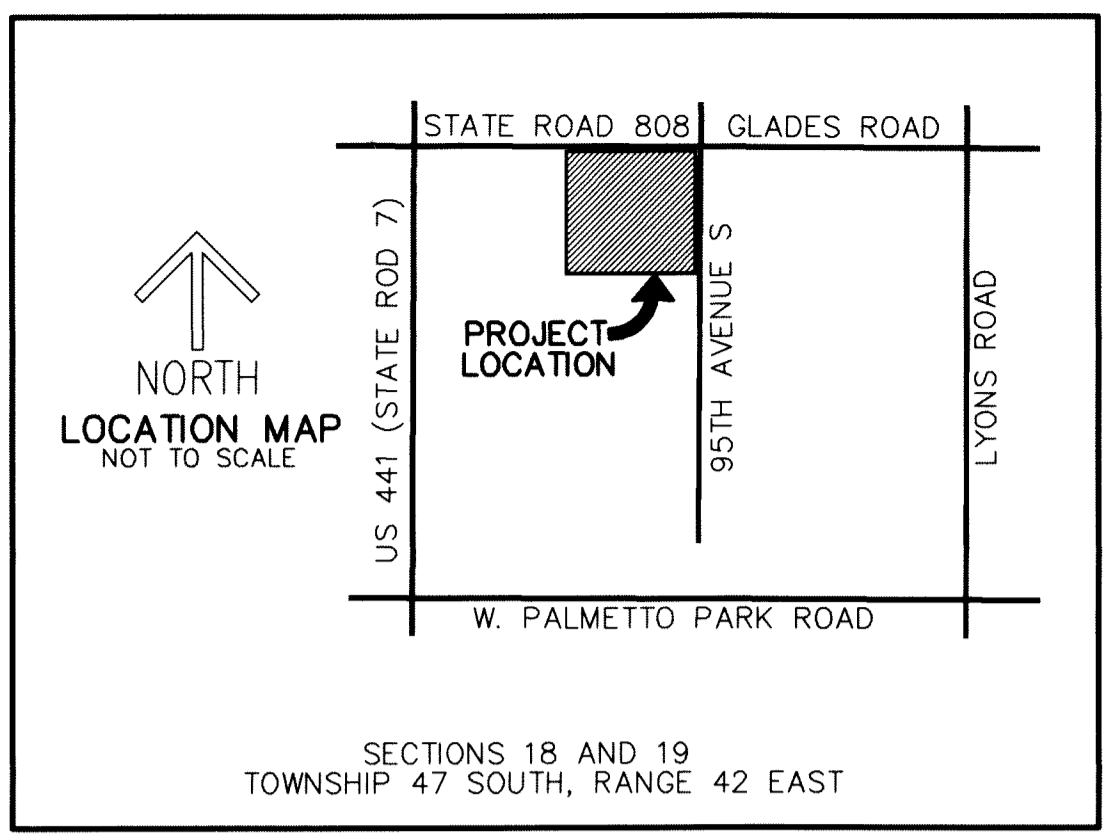 STATE ROAD 808
GLADES ROAD
US 441 (STATE ROD 7)
95TH AVENUE S
LYONS ROAD
PROJECT
LOCATION
NORTH
LOCATION MAP
NOT TO SCALE
W. PALMETTO PARK ROAD
SECTIONS 18 AND 19
TOWNSHIP 47 SOUTH, RANGE 42 EAST